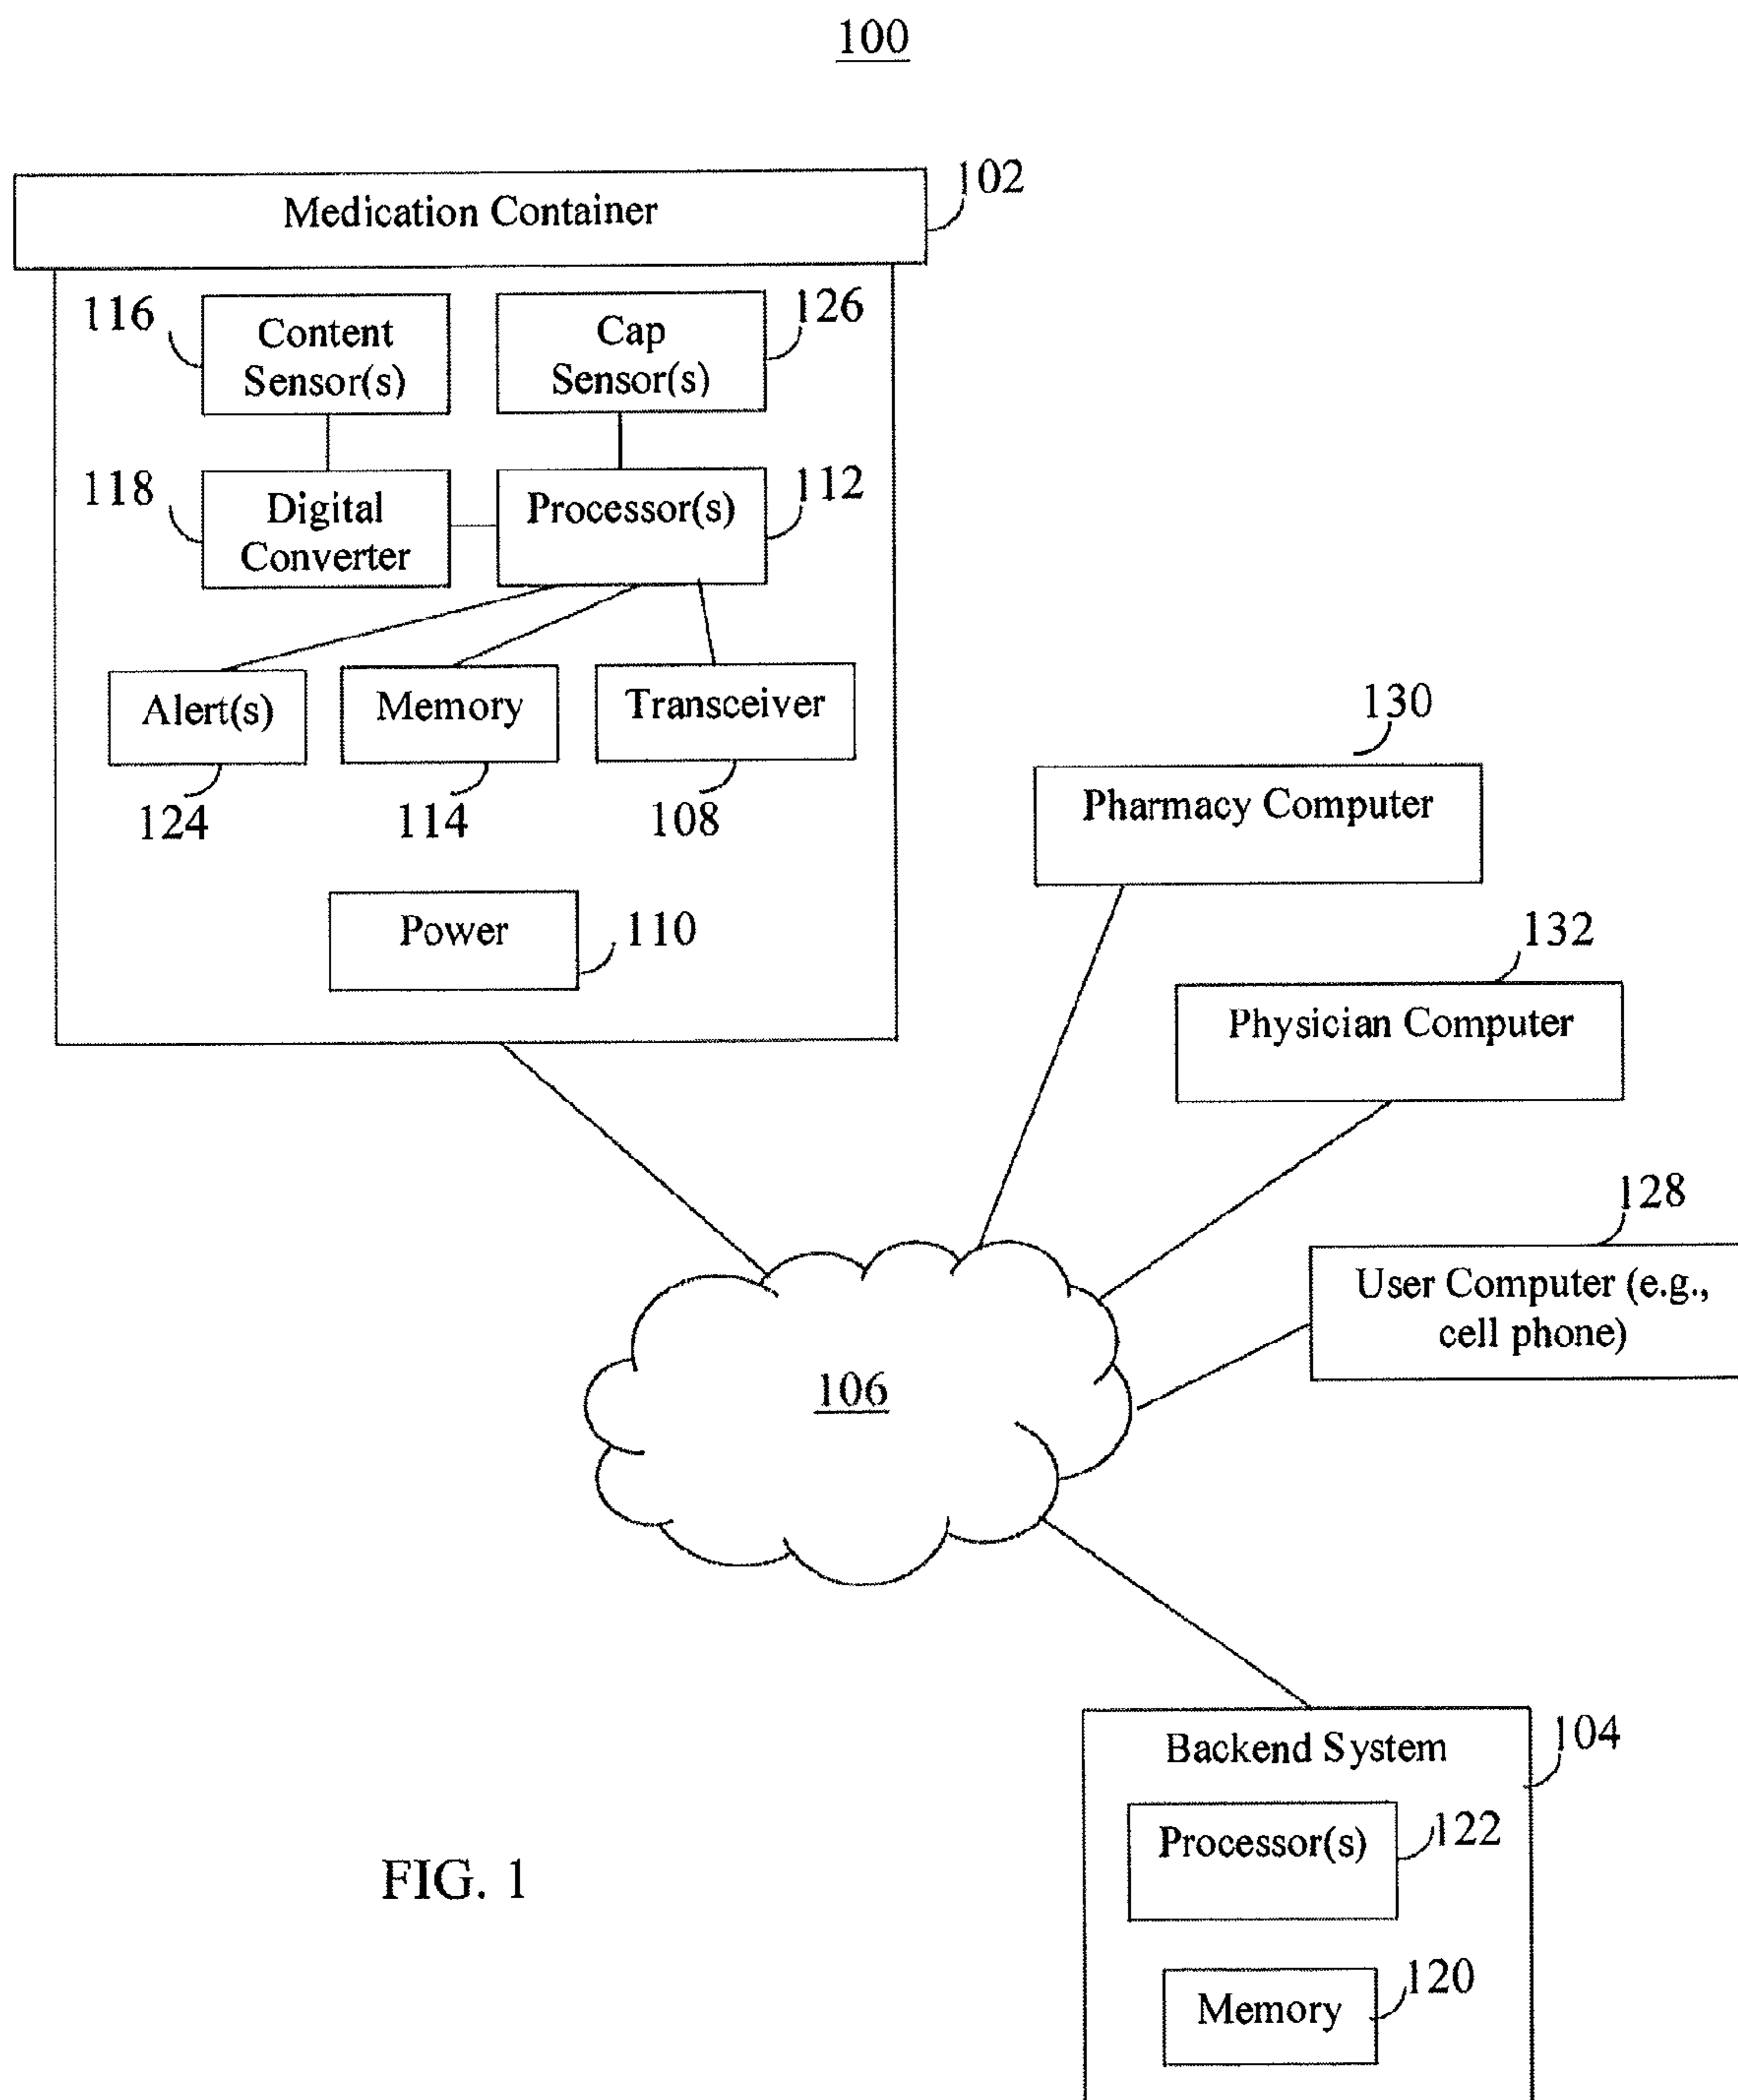 100
102
Medication Container
116
Content
Sensor(s)
Cap
Sensor(s)
126
118
Digital
Converter
Processor(s)
112
Alert(s)
Memory
Transceiver
124
114
108
Power
110
130
Pharmacy Computer
132
Physician Computer
128
User Computer (e.g.,
cell phone)
106
Backend System
104
Processor(s)
122
Memory
120
FIG. 1